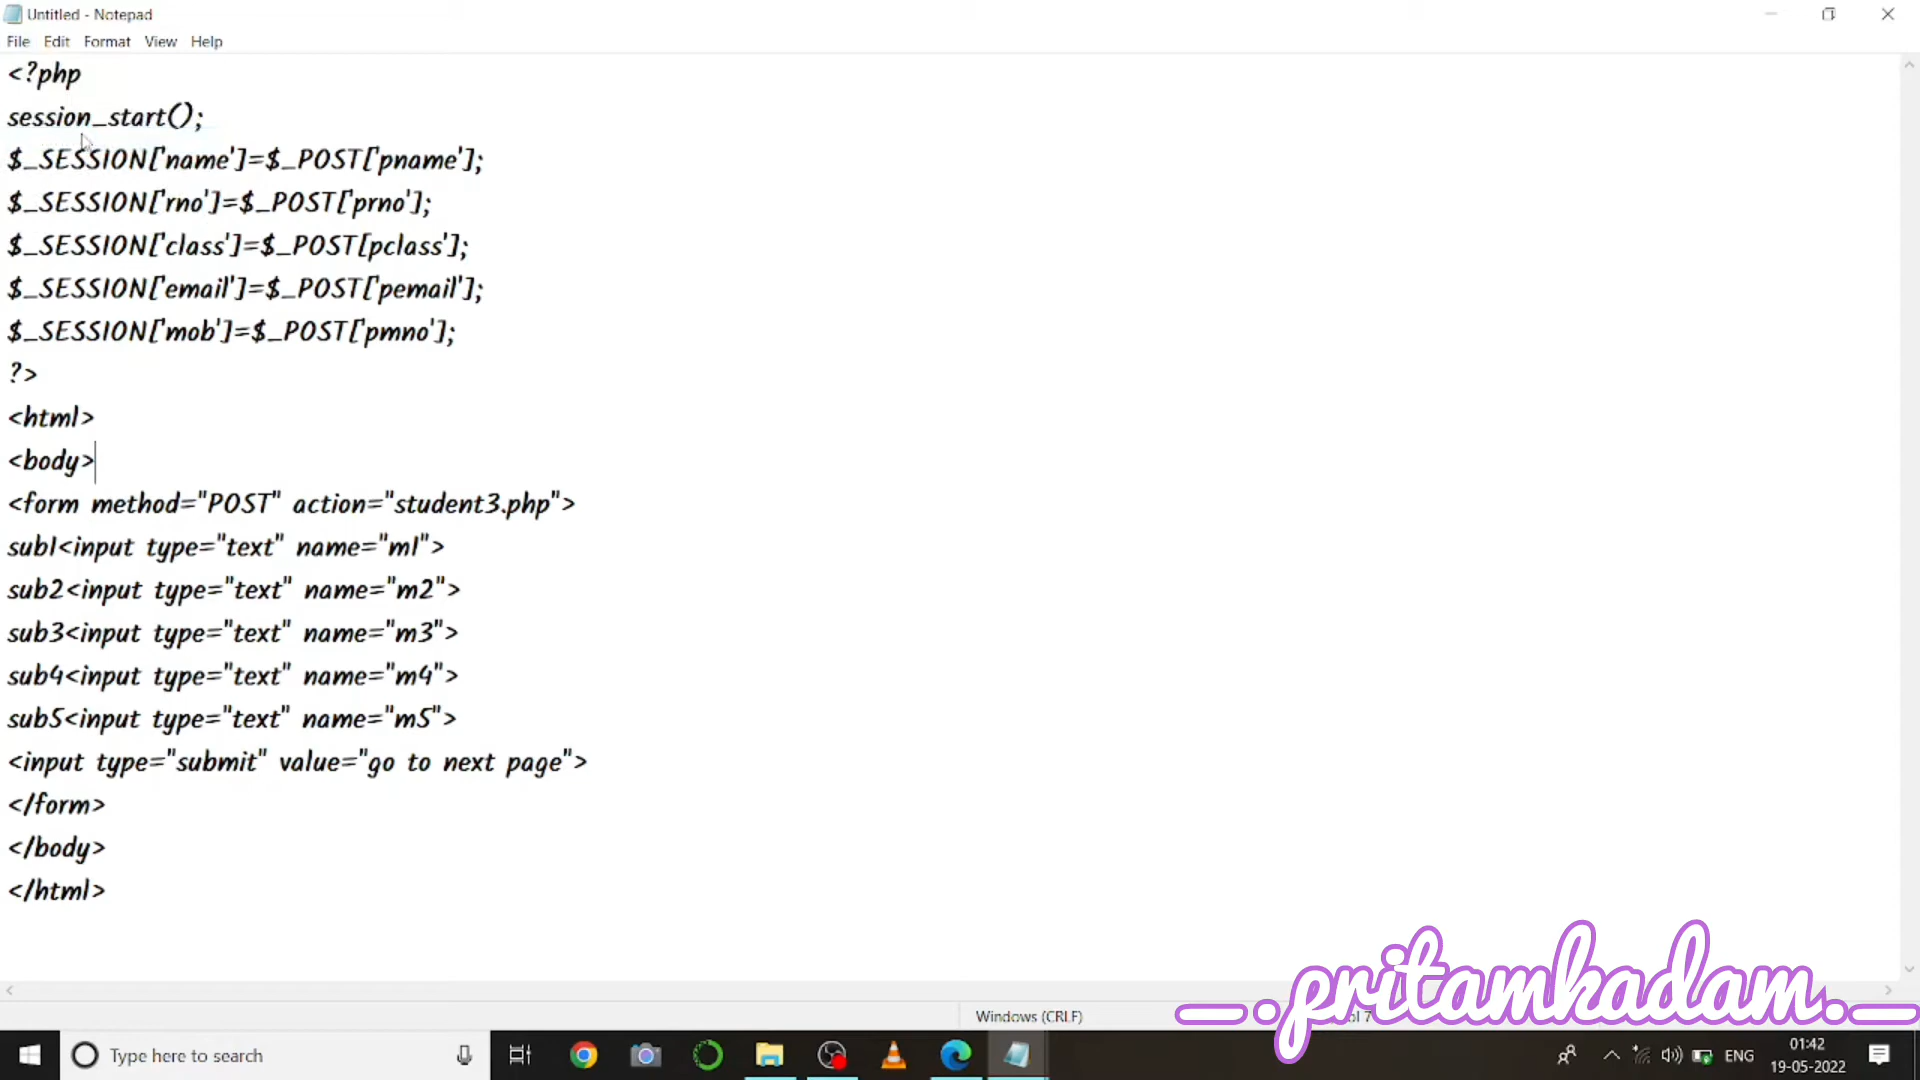 Untitled - Notepad
File Edit Format View Help
<?php
session_start();
$_SESSION['name']=$_POST['pname'];
$_SESSION['rno']=$_POST['prno'];
$_SESSION['class']=$_POST[pclass'];
$_SESSION['email']=$_POST['pemail'];
$_SESSION['mob']=$_POST['pmno'];
?>
<html>
<body>
<form method="POST" action="student3.php">
sub1<input type="text" name="m1">
sub2<input type="text" name="m2">
sub3<input type="text" name="m3">
sub4<input type="text" name="m4">
sub5<input type="text" name="m5">
<input type="submit" value="go to next page">
</form>
</body>
</html>
Windows (CRLF)
_.pritamkadam._
Type here to search
ENG
01:42
19-05-2022